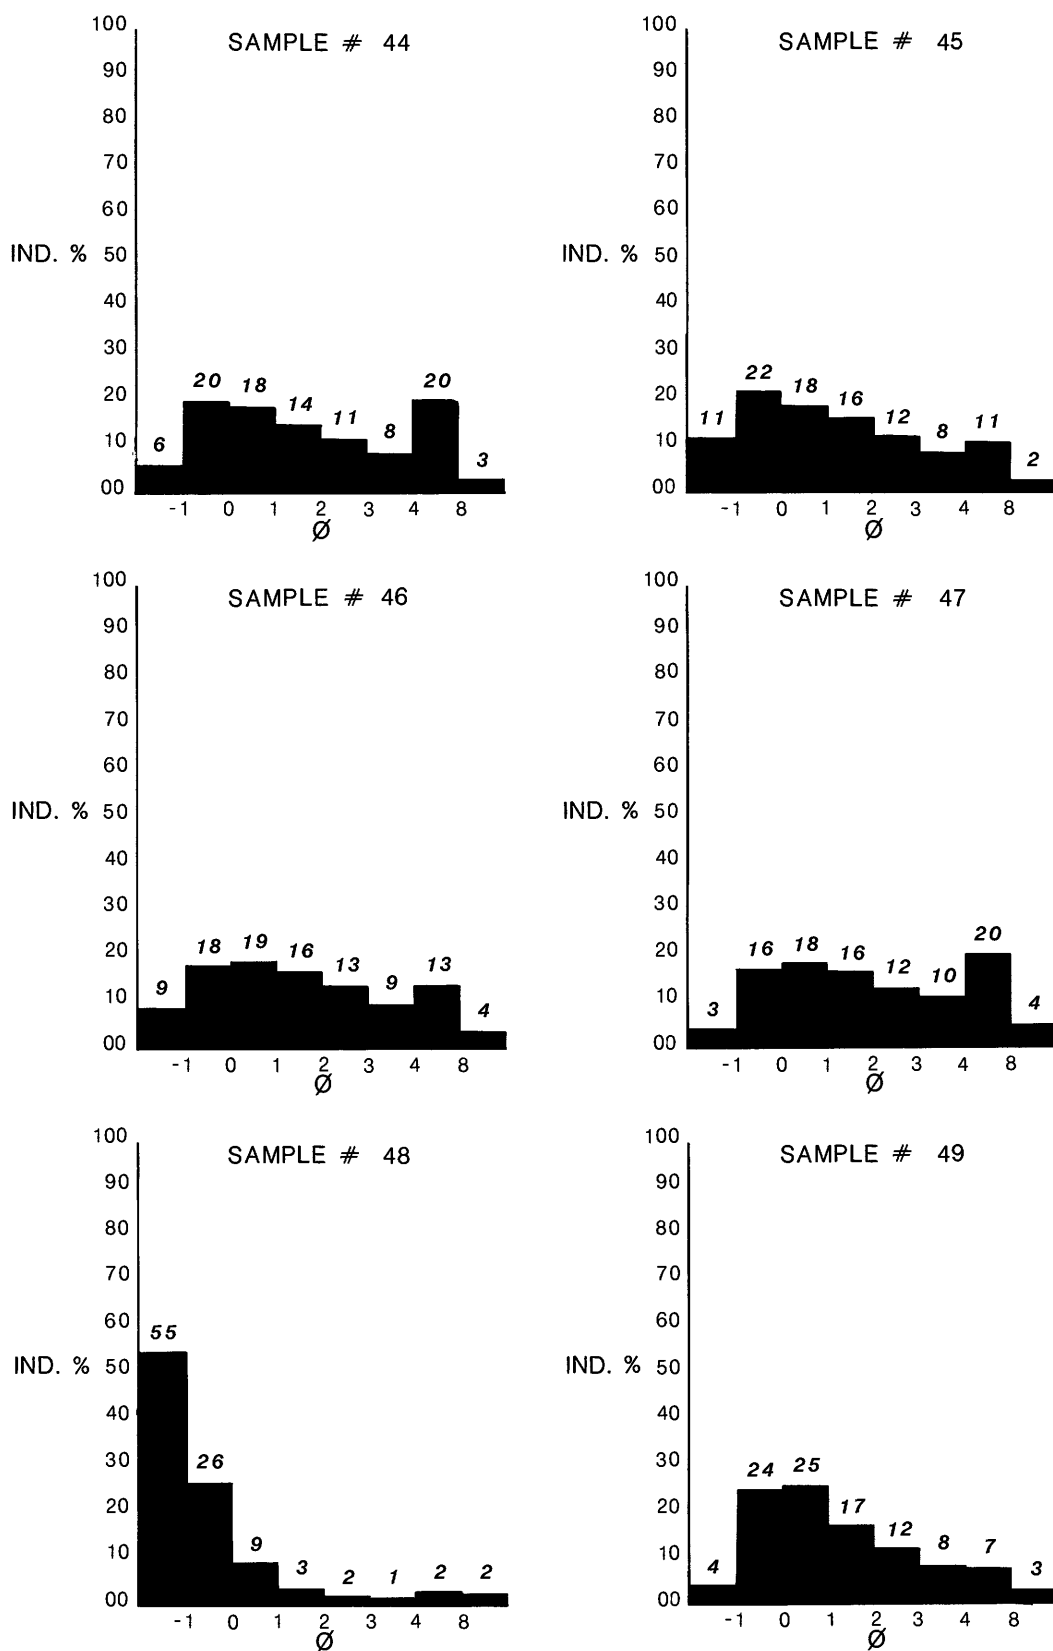 SAMPLE # 44
100
90
80
70
60
IND. % 50
40
30
20
10
00
6 20 18 14 11 8 20 3
-1 0 1 2 3 4 8
Ø
SAMPLE # 45
100
90
80
70
60
IND. % 50
40
30
20
10
00
11 22 18 16 12 8 11 2
-1 0 1 2 3 4 8
Ø
SAMPLE # 46
100
90
80
70
60
IND. % 50
40
30
20
10
00
9 18 19 16 13 9 13 4
-1 0 1 2 3 4 8
Ø
SAMPLE # 47
100
90
80
70
60
IND. % 50
40
30
20
10
00
3 16 18 16 12 10 20 4
-1 0 1 2 3 4 8
Ø
SAMPLE # 48
100
90
80
70
60
IND. % 50
40
30
20
10
00
55 26 9 3 2 1 2 2
-1 0 1 2 3 4 8
Ø
SAMPLE # 49
100
90
80
70
60
IND. % 50
40
30
20
10
00
4 24 25 17 12 8 7 3
-1 0 1 2 3 4 8
Ø